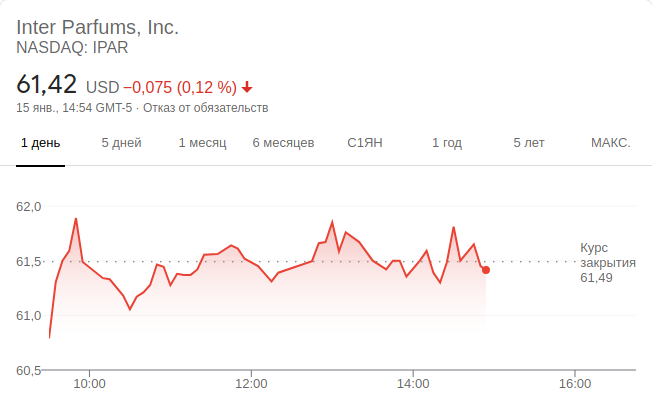 Inter Parfums, Inc.
NASDAQ: IPAR
61,42 USD −0,075 (0,12 %)
15 янв., 14:54 GMT-5 · Отказ от обязательств
1 день 5 дней 1 месяц 6 месяцев С1ЯН 1 год 5 лет МАКС.
62,0
61,5
Курс
закрытия
61,49
61,0
60,5
10:00 12:00 14:00 16:00